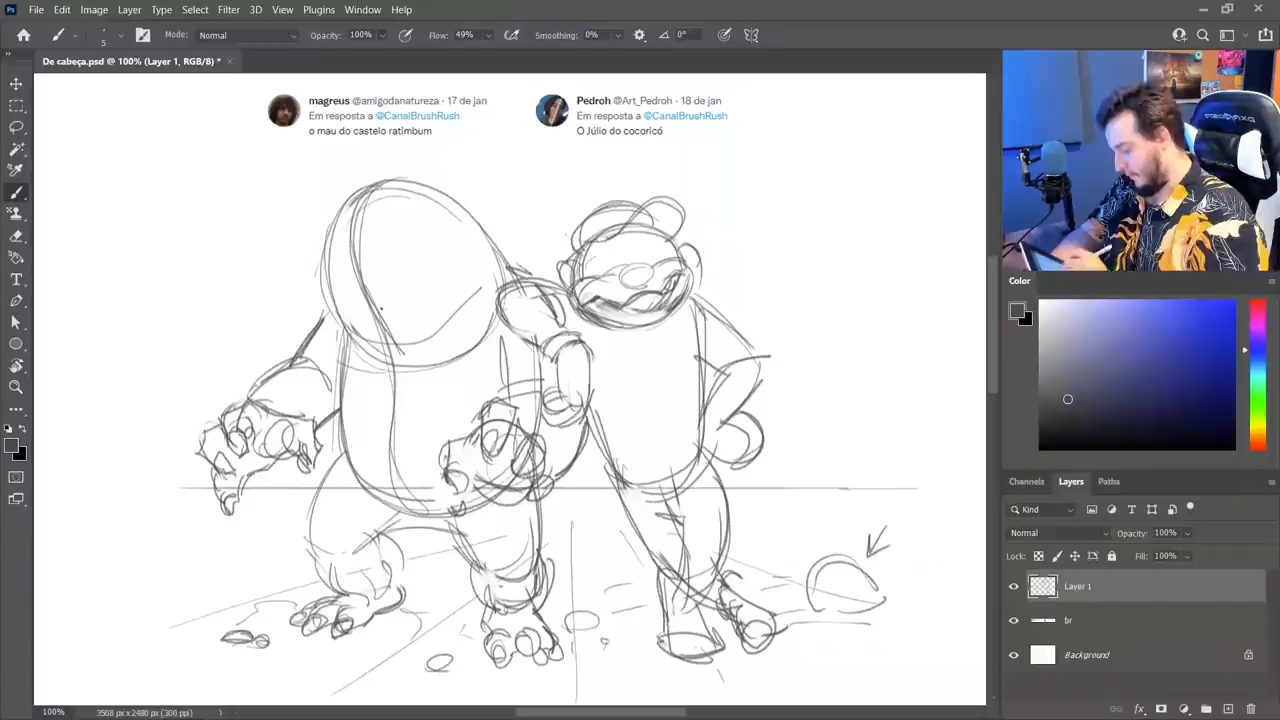 Ps File Edit Image Layer Type Select Filter 3D View Plugins Window Help
5 Mode: Normal Opacity: 100% Flow: 49% Smoothing: 0% 0°
De cabeça.psd @ 100% (Layer 1, RGB/8) * ×
magreus @amigodanatureza · 17 de jan
Em resposta a @CanalBrushRush
o mau do castelo ratimbum
Pedroh @Art_Pedroh · 18 de jan
Em resposta a @CanalBrushRush
O Júlio do cocoricó
Color
Channels Layers Paths
Kind
Normal Opacity: 100%
Lock: Fill: 100%
Layer 1
br
Background
100% 3508 px x 2480 px (300 ppi)